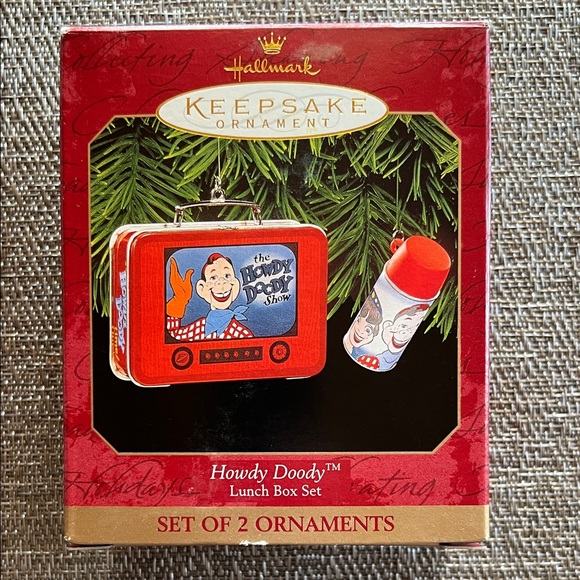 Hallmark
KEEPSAKE
ORNAMENT
the
HOWDY
DOODY
Show
Howdy Doody™
Lunch Box Set
SET OF 2 ORNAMENTS